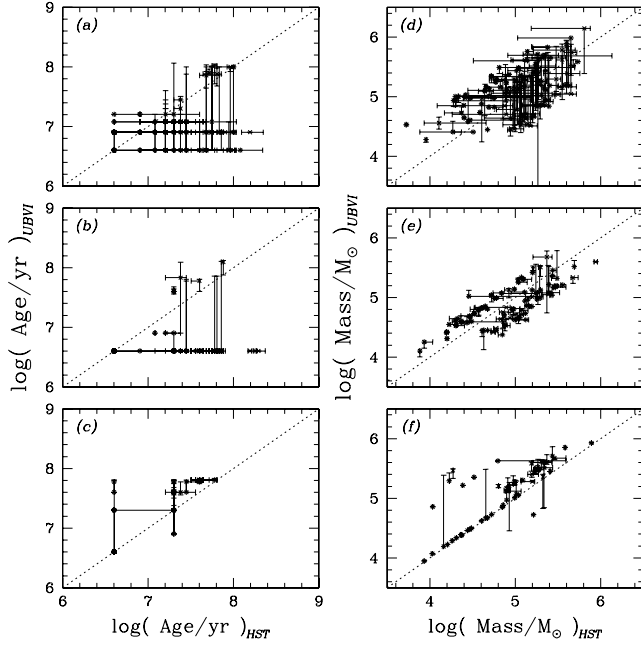 (a)
(b)
(c)
(d)
(e)
(f)
9
8
7
6
9
8
7
6
9
8
7
6
6 7 8 9
6
5
4
6
5
4
6
5
4
4 5 6
log( Age/yr )UBVI
log( Mass/M☉ )UBVI
log( Age/yr )HST
log( Mass/M☉ )HST